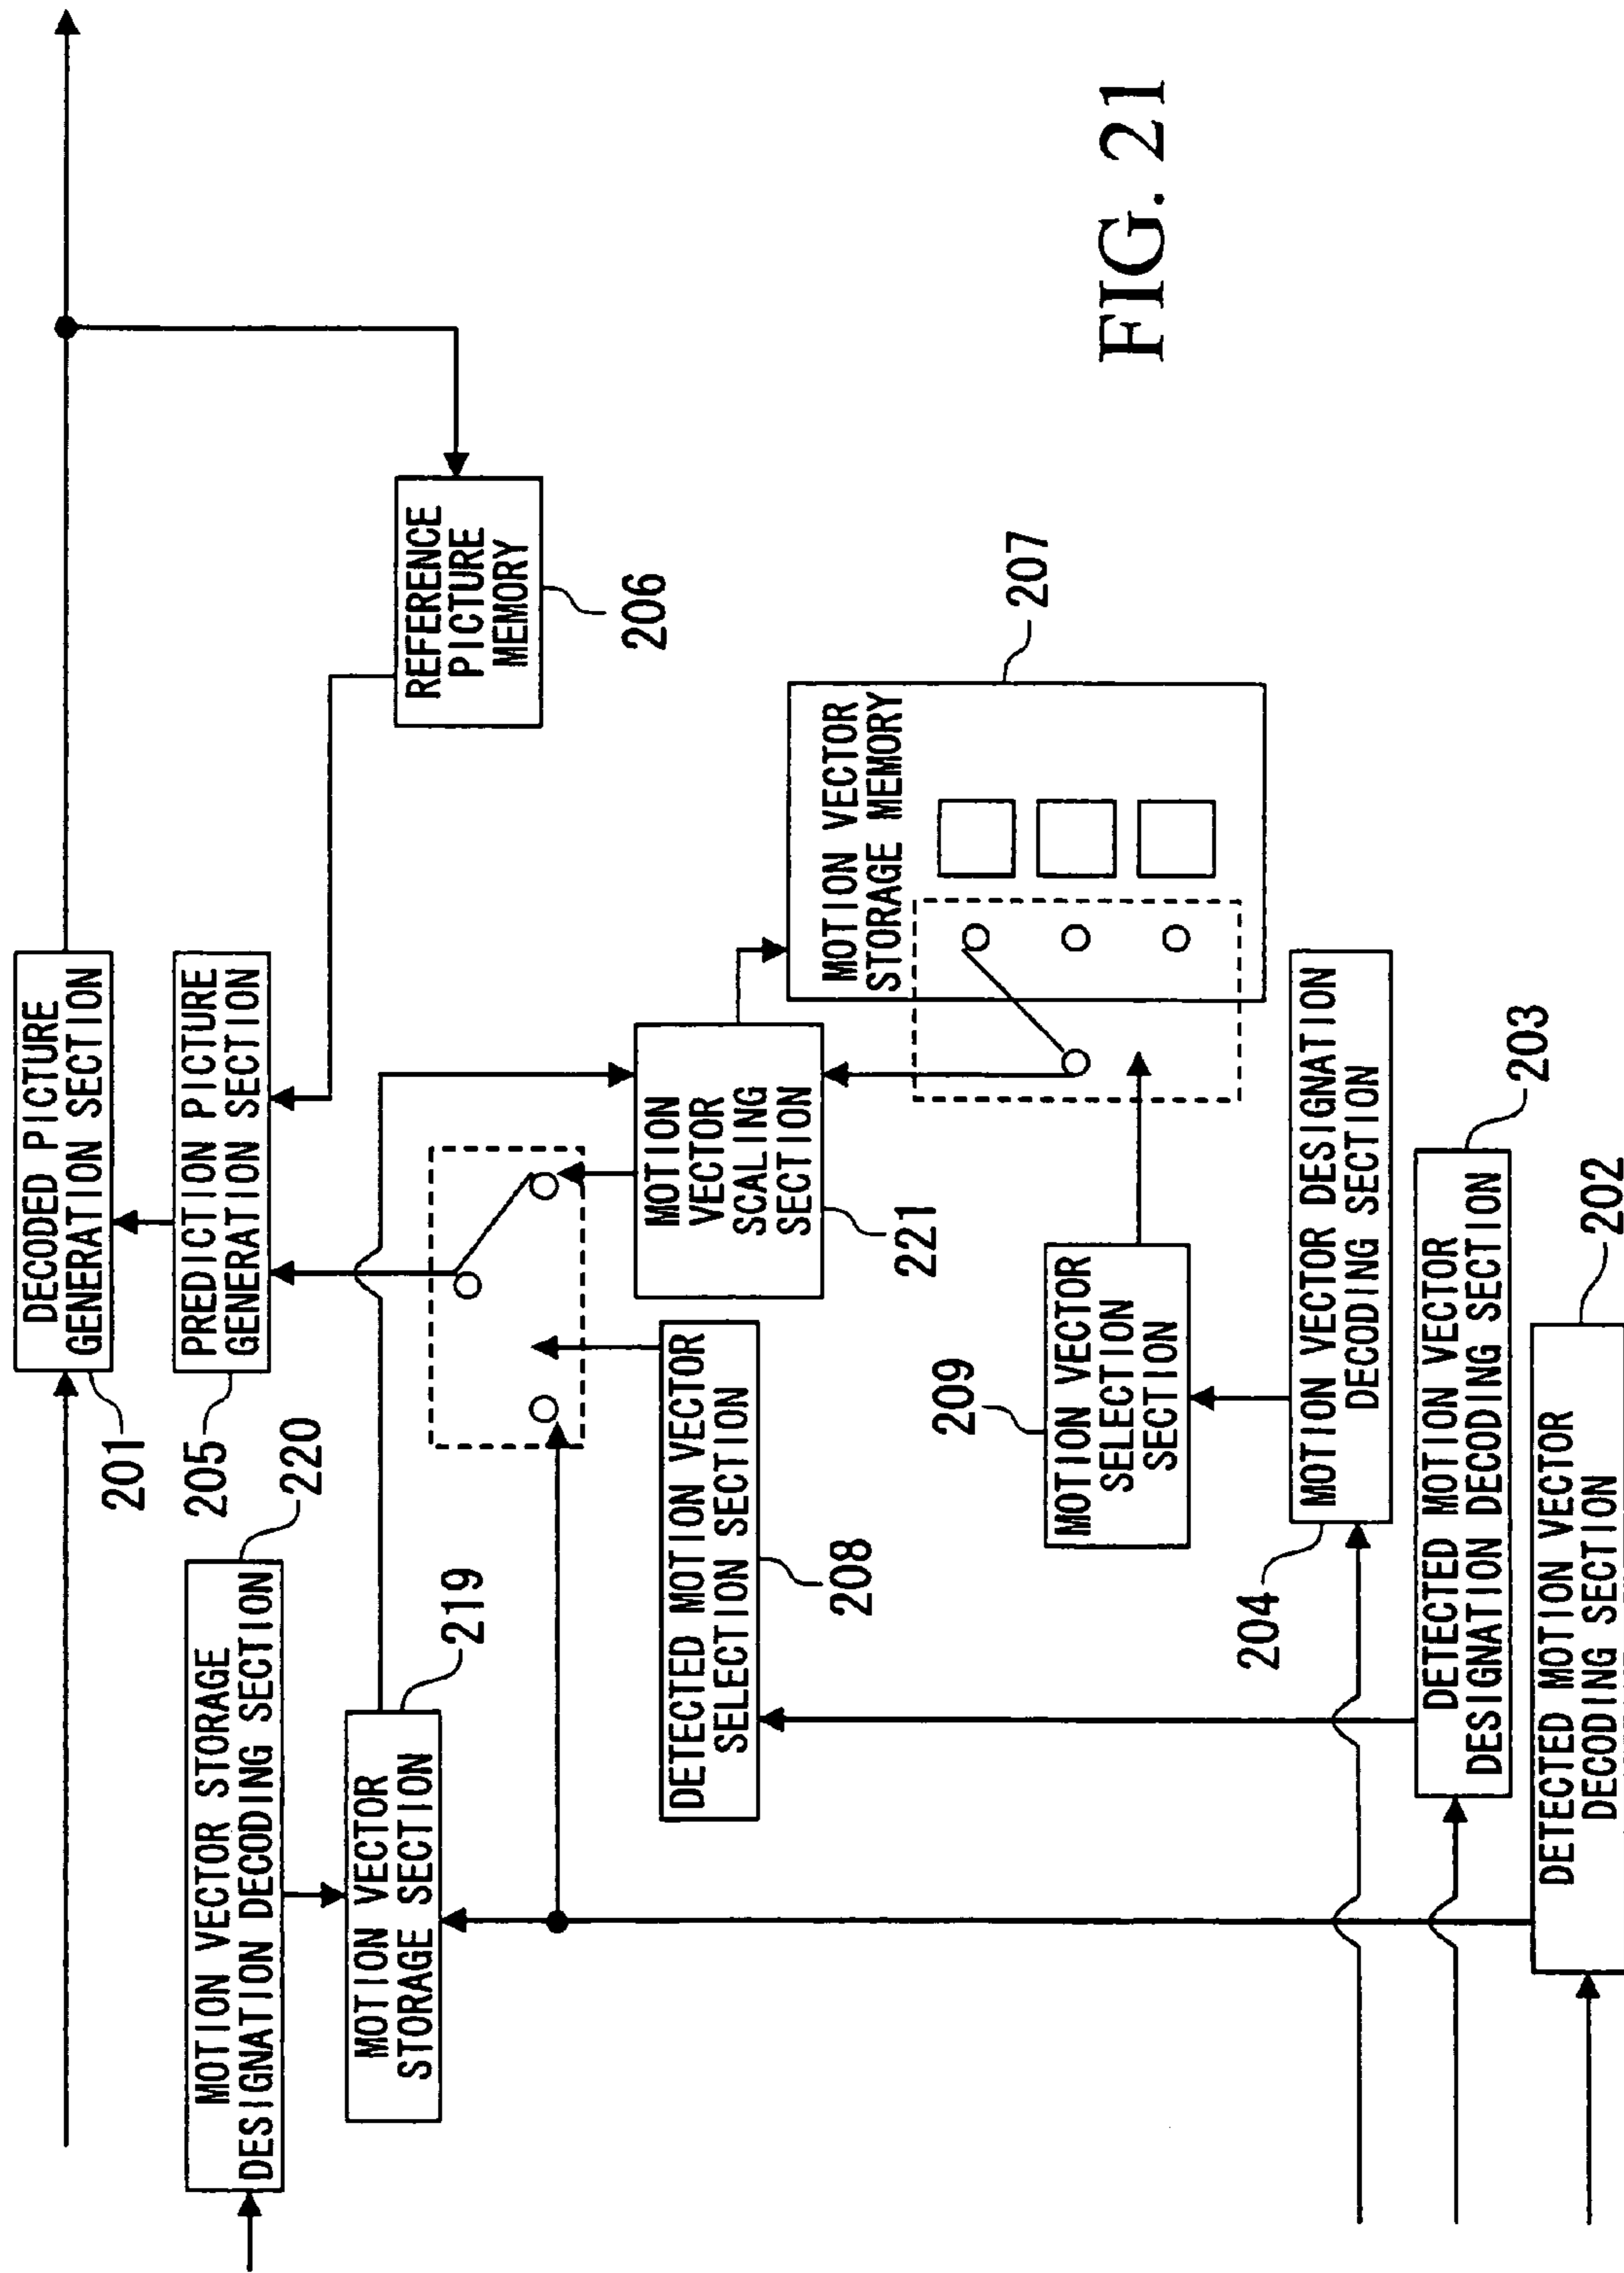 DECODED PICTURE
GENERATION SECTION
201
PREDICTION PICTURE
GENERATION SECTION
205
MOTION VECTOR STORAGE
DESIGNATION DECODING SECTION
220
MOTION VECTOR
STORAGE SECTION
219
REFERENCE
PICTURE
MEMORY
206
MOTION
VECTOR
SCALING
SECTION
221
DETECTED MOTION VECTOR
SELECTION SECTION
208
MOTION VECTOR
STORAGE MEMORY
207
MOTION VECTOR
SELECTION
SECTION
209
MOTION VECTOR DESIGNATION
DECODING SECTION
204
DETECTED MOTION VECTOR
DESIGNATION DECODING SECTION
203
DETECTED MOTION VECTOR
DECODING SECTION
202
FIG. 21